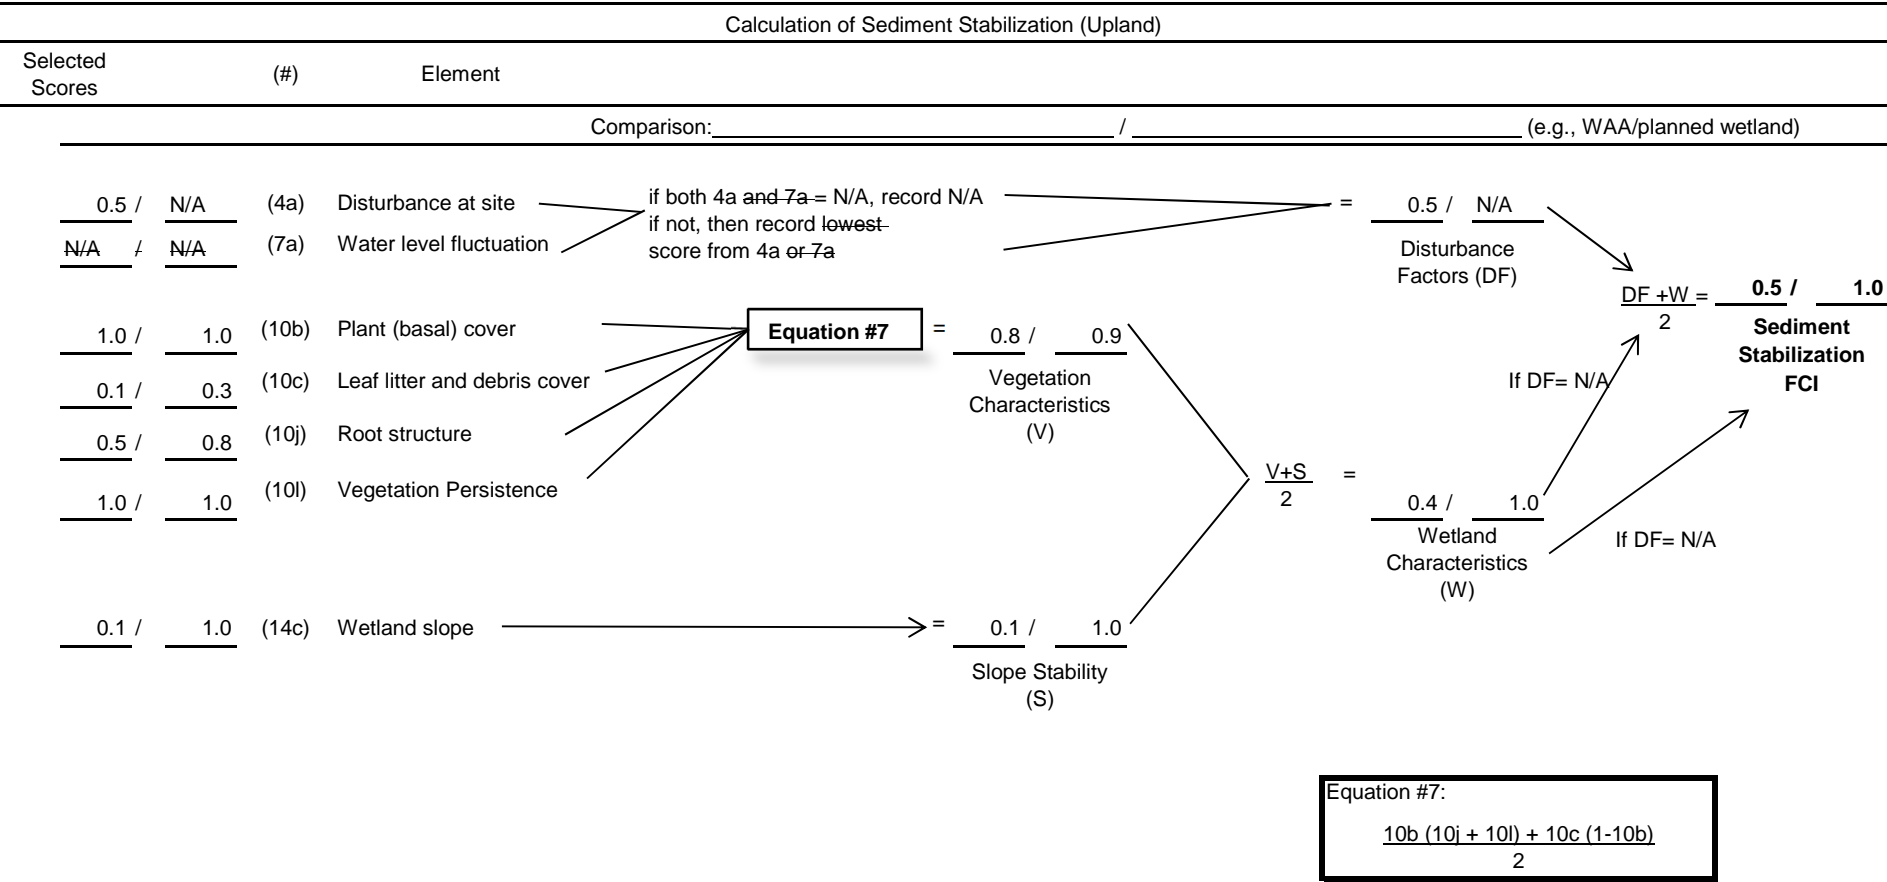 Calculation of Sediment Stabilization (Upland)
Selected Scores (#) Element
Comparison: / (e.g., WAA/planned wetland)
0.5 / N/A (4a) Disturbance at site
N/A / N/A (7a) Water level fluctuation
if both 4a and 7a = N/A, record N/A
if not, then record lowest
score from 4a or 7a
= 0.5 / N/A
Disturbance
Factors (DF)
1.0 / 1.0 (10b) Plant (basal) cover
0.1 / 0.3 (10c) Leaf litter and debris cover
0.5 / 0.8 (10j) Root structure
1.0 / 1.0 (10l) Vegetation Persistence
Equation #7 = 0.8 / 0.9
Vegetation
Characteristics
(V)
0.1 / 1.0 (14c) Wetland slope
= 0.1 / 1.0
Slope Stability
(S)
V+S =
2
0.4 / 1.0
Wetland
Characteristics
(W)
If DF= N/A
If DF= N/A
DF +W = 0.5 / 1.0
2
Sediment
Stabilization
FCI
Equation #7:
10b (10j + 10l) + 10c (1-10b)
2